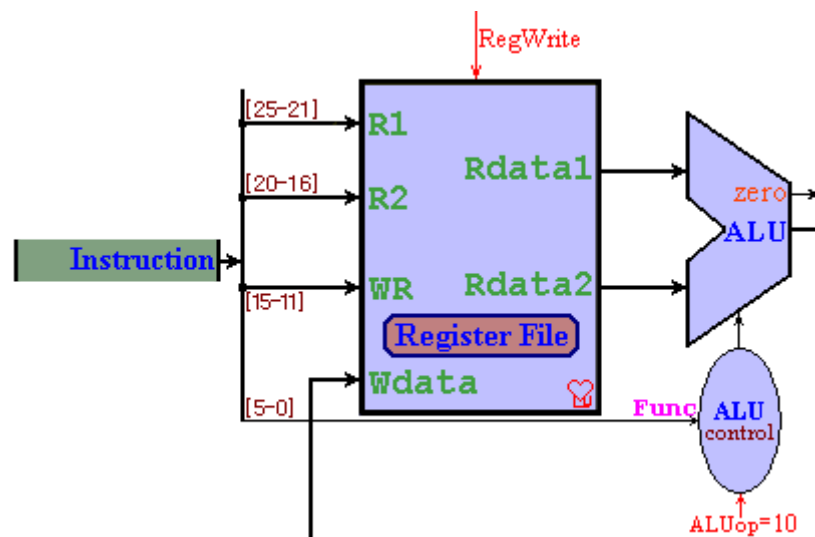 RegWrite
[25-21]
R1
Rdata1
[20-16]
R2
zero
ALU
Instruction
WR
Rdata2
[15-11]
Register File
Wdata
[5-0]
Func
ALU
control
ALUop=10